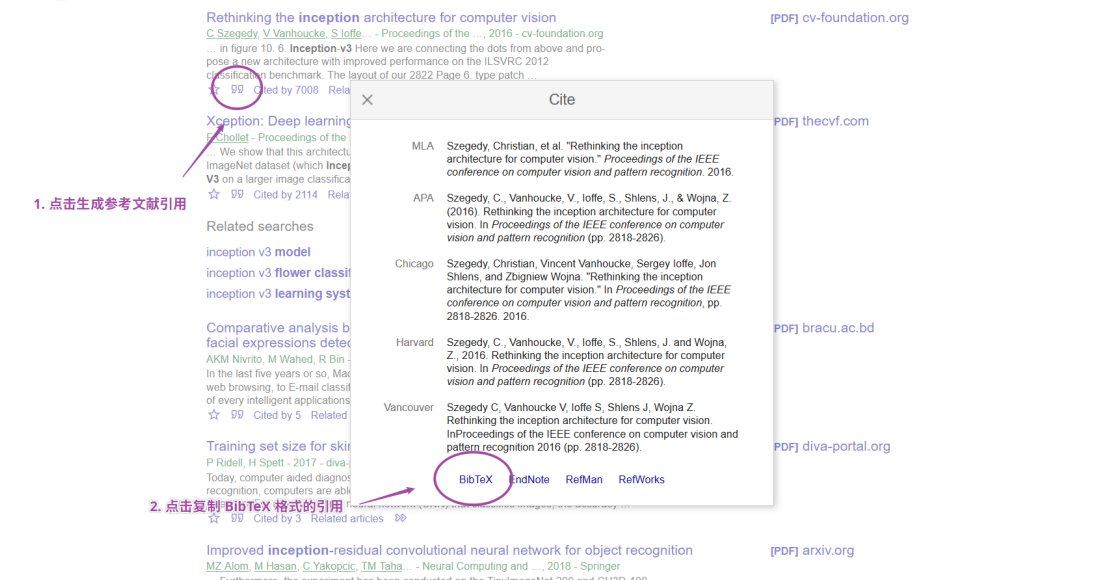 Rethinking the inception architecture for computer vision
[PDF] cv-foundation.org
C Szegedy, V Vanhoucke, S Ioffe… - Proceedings of the …, 2016 - cv-foundation.org
… in figure 10. 6. Inception-v3 Here we are connecting the dots from above and pro-
pose a new architecture with improved performance on the ILSVRC 2012
classification benchmark. The layout of our 2822 Page 6. type patch …
Cited by 7008 Rela
Xception: Deep learning
PDF] thecvf.com
F Chollet - Proceedings of the
… We show that this architectu
ImageNet dataset (which Incep
V3 on a larger image classifica
Cited by 2114 Rela
1. 点击生成参考文献引用
Related searches
inception v3 model
inception v3 flower classif
inception v3 learning syst
Comparative analysis b
facial expressions detec
PDF] bracu.ac.bd
AKM Nivrito, M Wahed, R Bin -
In the last five years or so, Mac
web browsing, to E-mail classif
of every intelligent applications
Cited by 5 Related
Training set size for skin
PDF] diva-portal.org
P Ridell, H Spett - 2017 - diva-
Today, computer aided diagnos
recognition, computers are able
2. 点击复制 BibTeX 格式的引用
Cited by 3 Related articles
Improved inception-residual convolutional neural network for object recognition
[PDF] arxiv.org
MZ Alom, M Hasan, C Yakopcic, TM Taha… - Neural Computing and …, 2018 - Springer
Cite
MLA
Szegedy, Christian, et al. "Rethinking the inception
architecture for computer vision." Proceedings of the IEEE
conference on computer vision and pattern recognition. 2016.
APA
Szegedy, C., Vanhoucke, V., Ioffe, S., Shlens, J., & Wojna, Z.
(2016). Rethinking the inception architecture for computer
vision. In Proceedings of the IEEE conference on computer
vision and pattern recognition (pp. 2818-2826).
Chicago
Szegedy, Christian, Vincent Vanhoucke, Sergey Ioffe, Jon
Shlens, and Zbigniew Wojna. "Rethinking the inception
architecture for computer vision." In Proceedings of the IEEE
conference on computer vision and pattern recognition, pp.
2818-2826. 2016.
Harvard
Szegedy, C., Vanhoucke, V., Ioffe, S., Shlens, J. and Wojna,
Z., 2016. Rethinking the inception architecture for computer
vision. In Proceedings of the IEEE conference on computer
vision and pattern recognition (pp. 2818-2826).
Vancouver
Szegedy C, Vanhoucke V, Ioffe S, Shlens J, Wojna Z.
Rethinking the inception architecture for computer vision.
InProceedings of the IEEE conference on computer vision and
pattern recognition 2016 (pp. 2818-2826).
BibTeX EndNote RefMan RefWorks